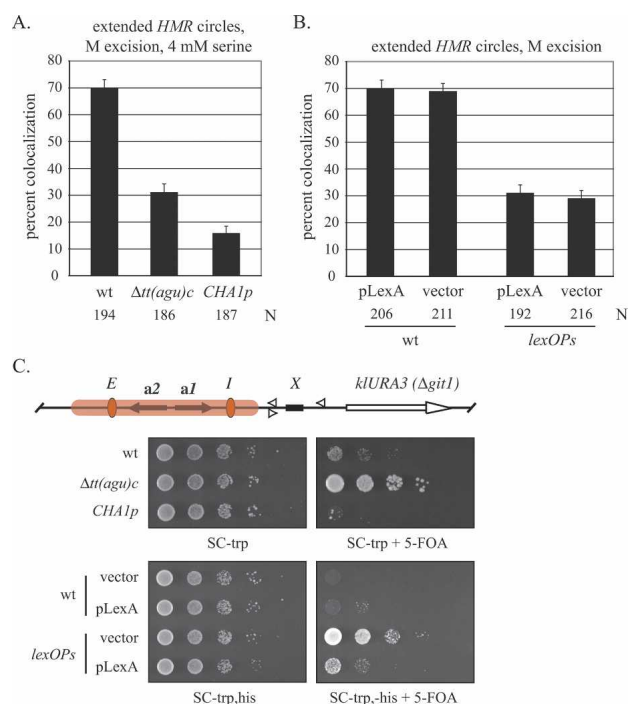 A.
extended HMR circles,
M excision, 4 mM serine
percent colocalization
80
70
60
50
40
30
20
10
0
wt Δtt(agu)c CHA1p
194 186 187 N
B.
extended HMR circles, M excision
percent colocalization
80
70
60
50
40
30
20
10
0
pLexA vector pLexA vector
206 211 192 216 N
wt lexOPs
C.
E a2 a1 I X klURA3 (Δgit1)
wt
Δtt(agu)c
CHA1p
SC-trp SC-trp + 5-FOA
wt
vector
pLexA
lexOPs
vector
pLexA
SC-trp,his SC-trp,-his + 5-FOA